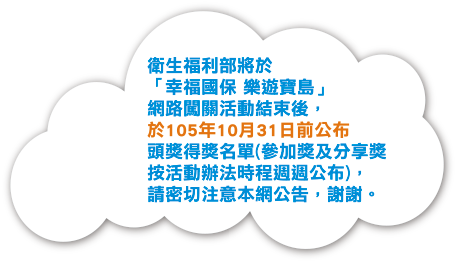 衛生福利部將於
「幸福國保 樂遊寶島」
網路闖關活動結束後，
於105年10月31日前公布
頭獎得獎名單(參加獎及分享獎
按活動辦法時程週週公布)，
請密切注意本網公告，謝謝。